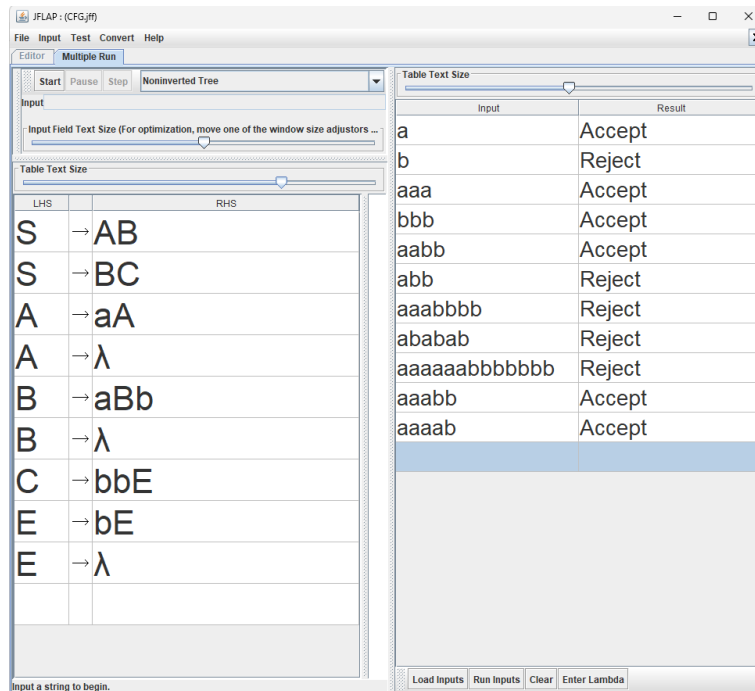 JFLAP : (CFG.jff)
File Input Test Convert Help
Editor Multiple Run
Start Pause Step Noninverted Tree
Input
Input Field Text Size (For optimization, move one of the window size adjustors ...
Table Text Size
LHS RHS
S → AB
S → BC
A → aA
A → λ
B → aBb
B → λ
C → bbE
E → bE
E → λ
Input a string to begin.
Table Text Size
Input Result
a Accept
b Reject
aaa Accept
bbb Accept
aabb Accept
abb Reject
aaabbbb Reject
ababab Reject
aaaaaabbbbbbb Reject
aaabb Accept
aaaab Accept
Load Inputs Run Inputs Clear Enter Lambda